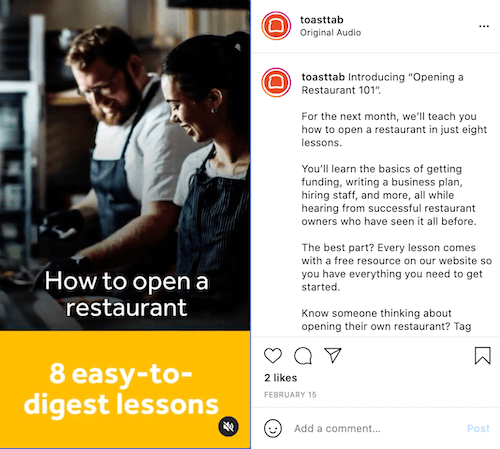 How to open a
restaurant
8 easy-to-
digest lessons
toasttab
Original Audio
toasttab Introducing “Opening a
Restaurant 101”.
For the next month, we’ll teach you
how to open a restaurant in just eight
lessons.
You’ll learn the basics of getting
funding, writing a business plan,
hiring staff, and more, all while
hearing from successful restaurant
owners who have seen it all before.
The best part? Every lesson comes
with a free resource on our website so
you have everything you need to get
started.
Know someone thinking about
opening their own restaurant? Tag
2 likes
FEBRUARY 15
Add a comment...
Post